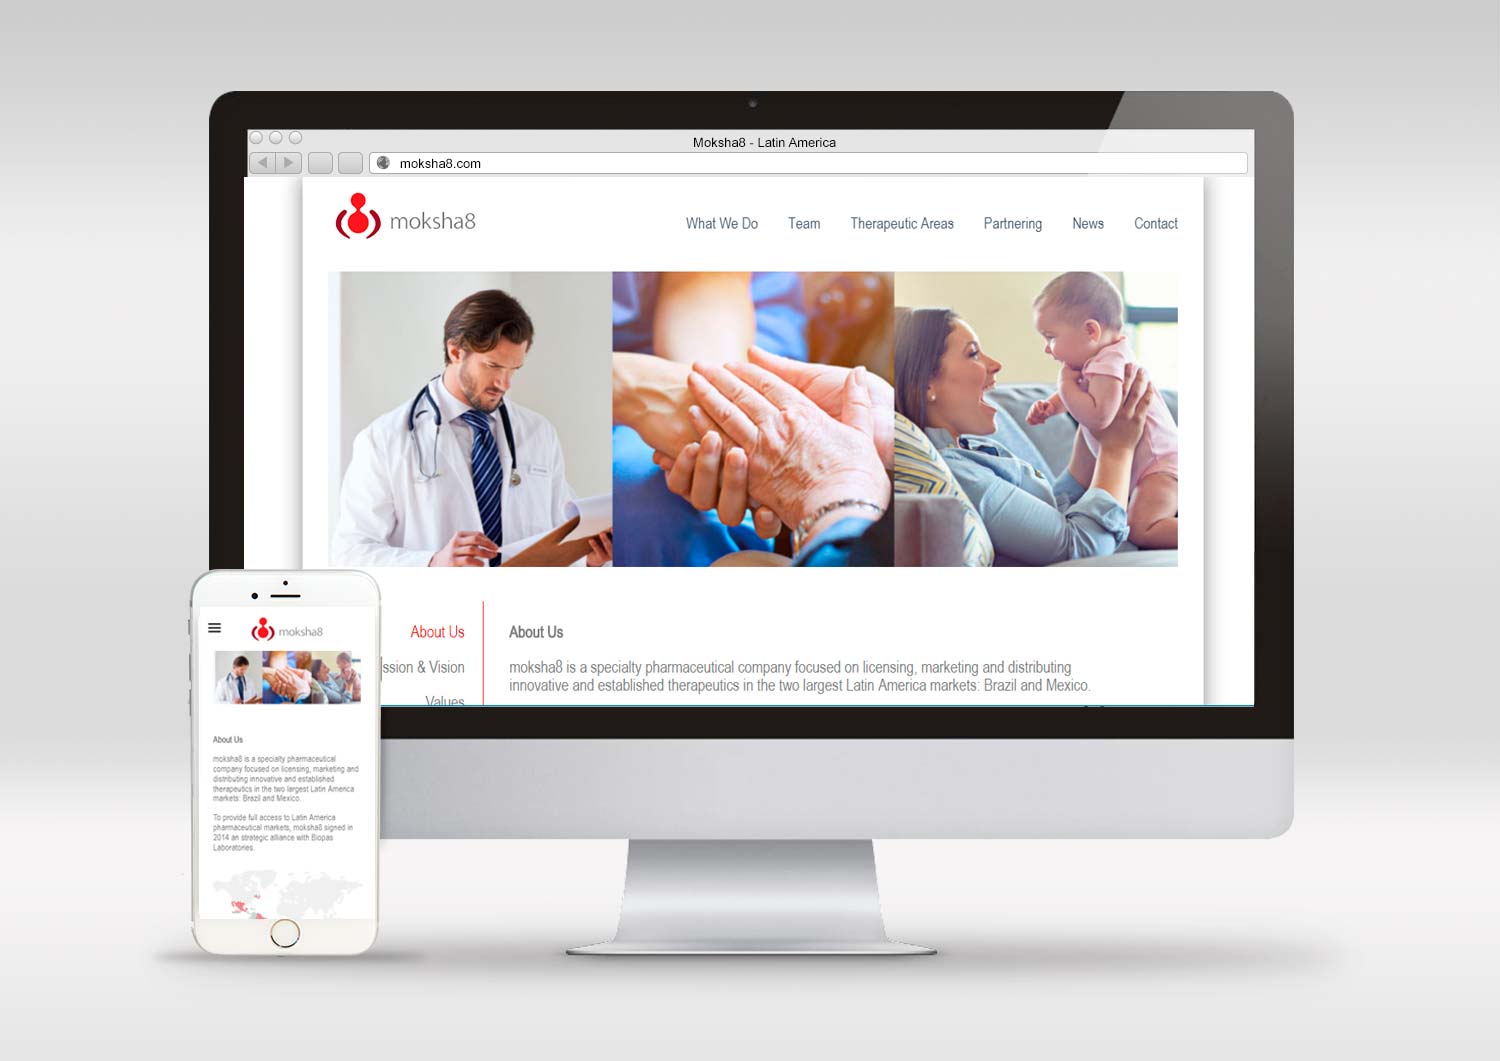 Moksha8 - Latin America
moksha8.com
moksha8
What We Do Team Therapeutic Areas Partnering News Contact
About Us
ssion & Vision
Values
About Us
moksha8 is a specialty pharmaceutical company focused on licensing, marketing and distributing
innovative and established therapeutics in the two largest Latin America markets: Brazil and Mexico.
moksha8
About Us
moksha8 is a specialty pharmaceutical
company focused on licensing, marketing and
distributing innovative and established
therapeutics in the two largest Latin America
markets: Brazil and Mexico.
To provide full access to Latin America
pharmaceutical markets, moksha8 signed in
2014 an strategic alliance with Biopas
Laboratories.